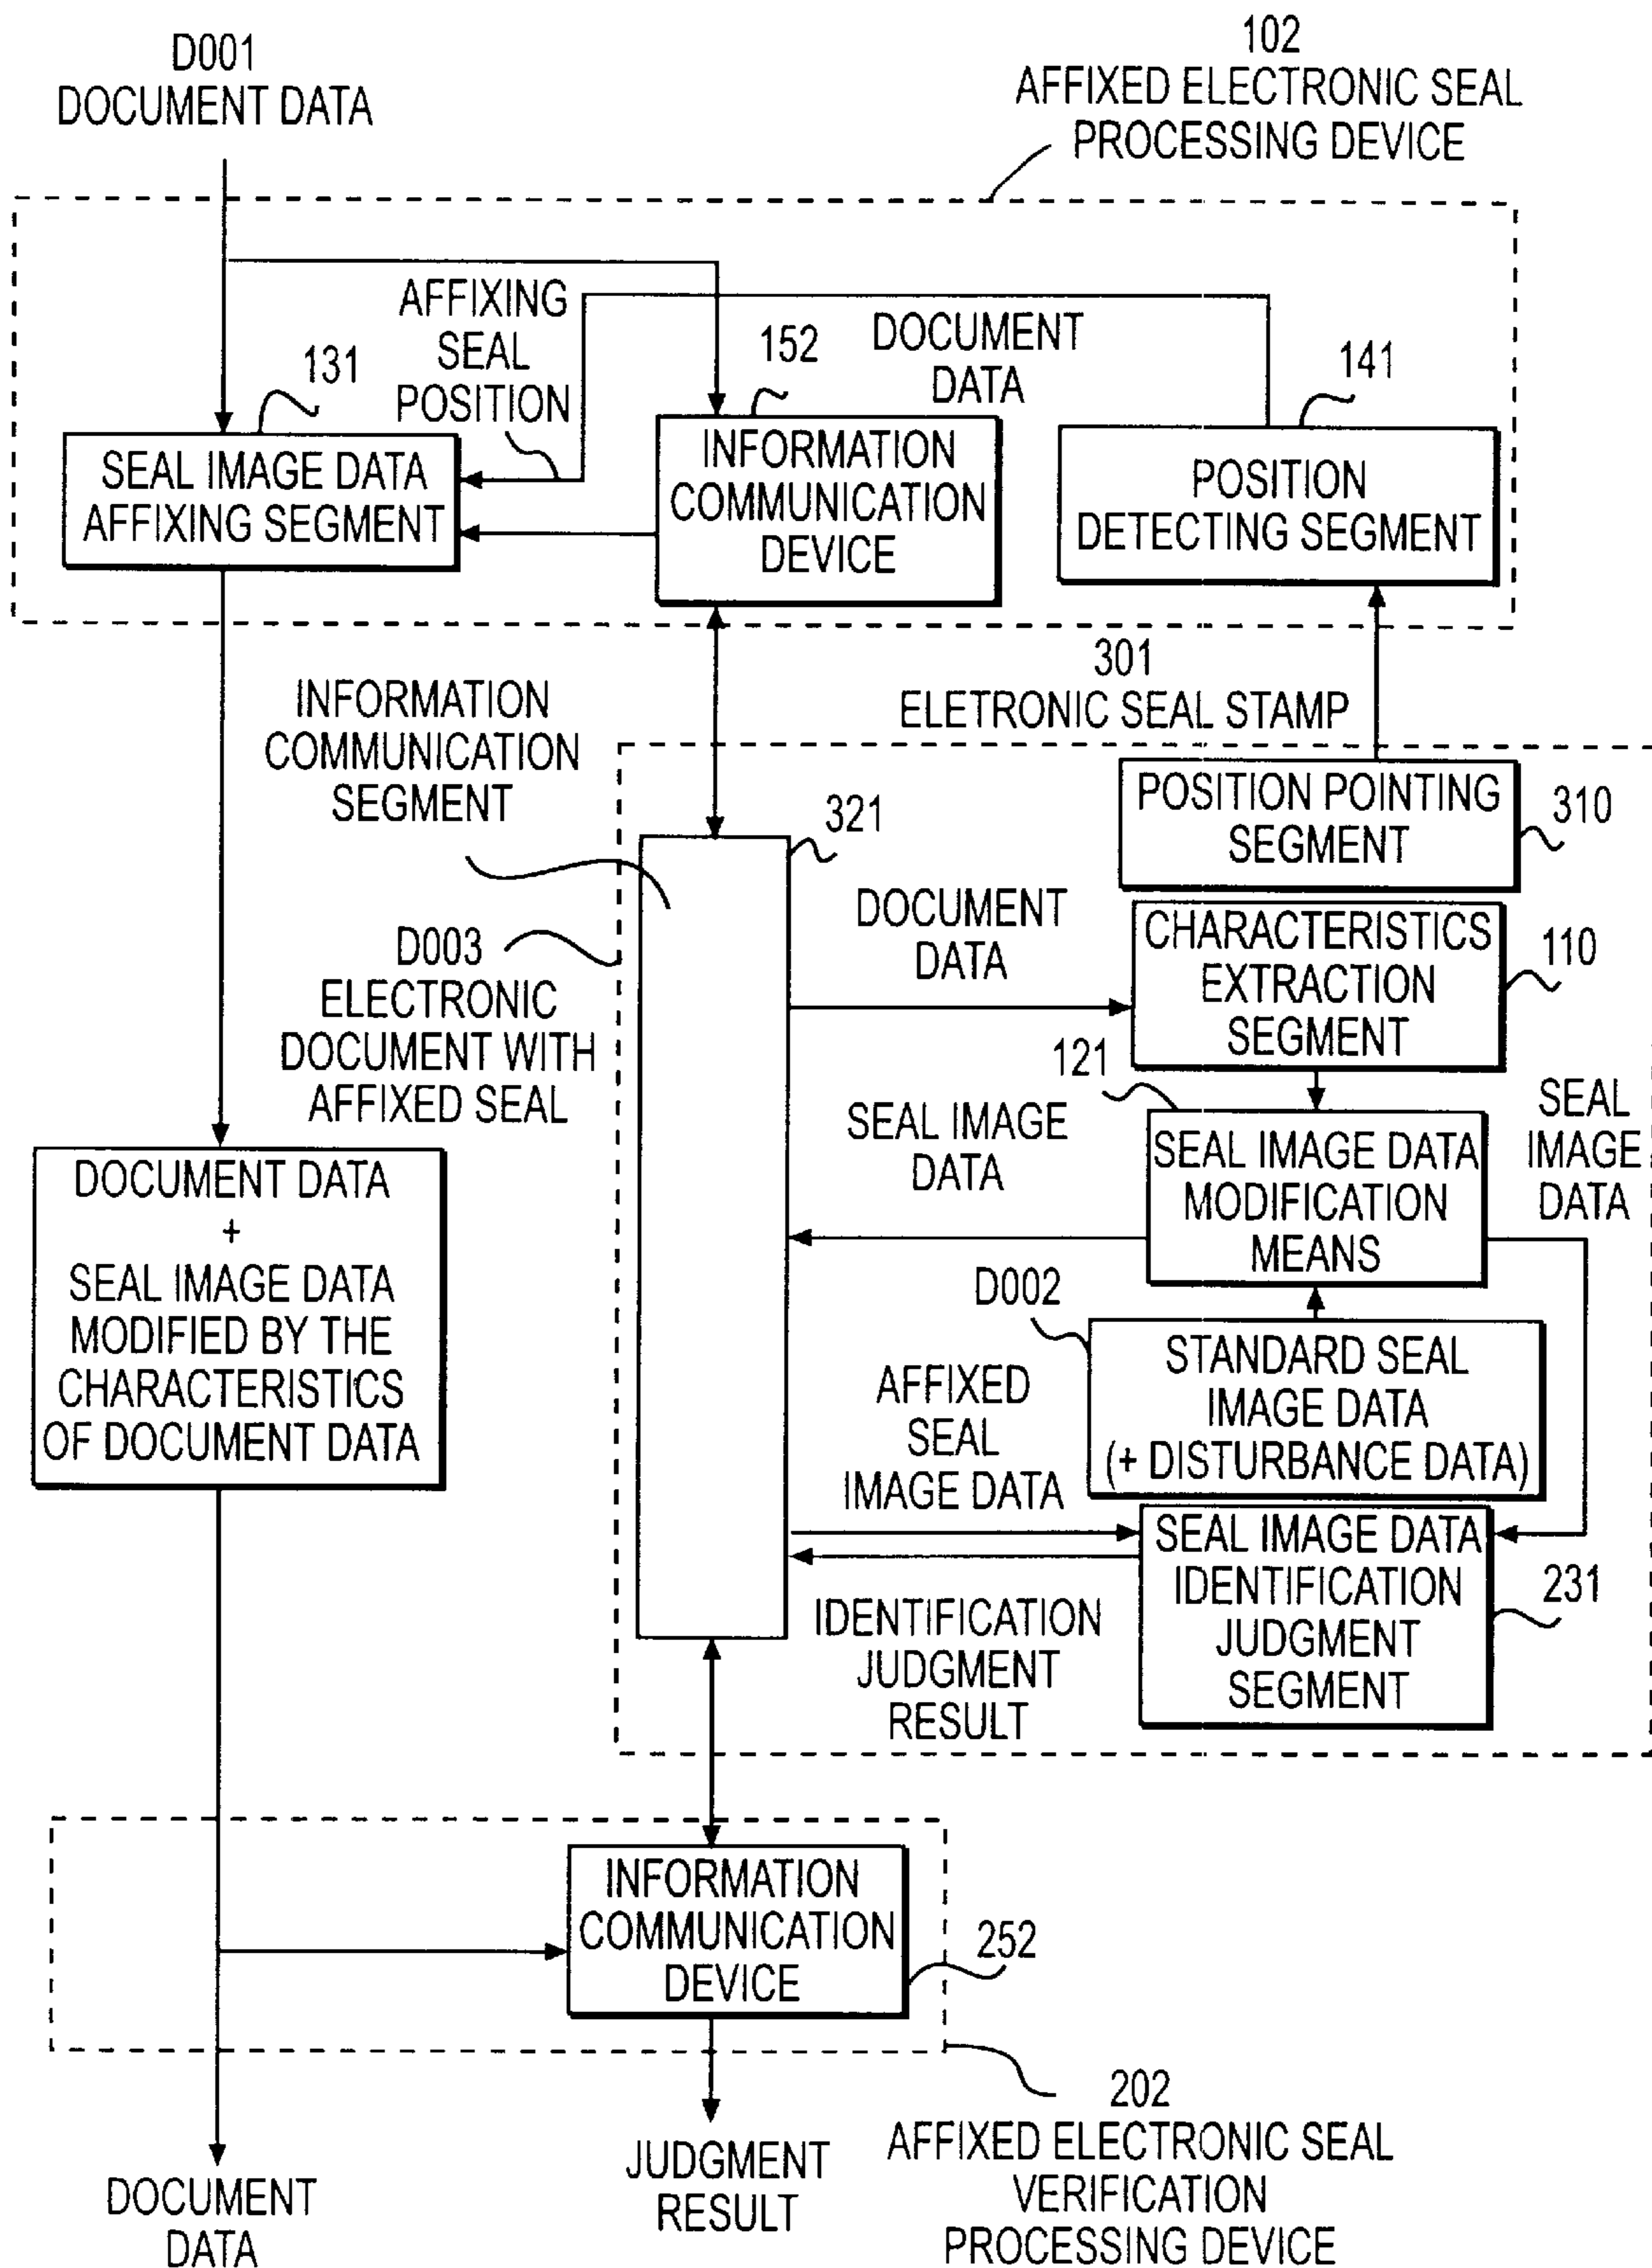 D001
DOCUMENT DATA
102
AFFIXED ELECTRONIC SEAL
PROCESSING DEVICE
AFFIXING
SEAL
POSITION
131
152
DOCUMENT
DATA
141
SEAL IMAGE DATA
AFFIXING SEGMENT
INFORMATION
COMMUNICATION
DEVICE
POSITION
DETECTING SEGMENT
301
ELETRONIC SEAL STAMP
INFORMATION
COMMUNICATION
SEGMENT
321
POSITION POINTING
SEGMENT
310
DOCUMENT
DATA
CHARACTERISTICS
EXTRACTION
SEGMENT
110
D003
ELECTRONIC
DOCUMENT WITH
AFFIXED SEAL
121
SEAL IMAGE
DATA
SEAL IMAGE DATA
MODIFICATION
MEANS
SEAL
IMAGE
DATA
DOCUMENT DATA
+
SEAL IMAGE DATA
MODIFIED BY THE
CHARACTERISTICS
OF DOCUMENT DATA
D002
STANDARD SEAL
IMAGE DATA
(+ DISTURBANCE DATA)
AFFIXED
SEAL
IMAGE DATA
SEAL IMAGE DATA
IDENTIFICATION
JUDGMENT
SEGMENT
231
IDENTIFICATION
JUDGMENT
RESULT
INFORMATION
COMMUNICATION
DEVICE
252
202
AFFIXED ELECTRONIC SEAL
VERIFICATION
PROCESSING DEVICE
JUDGMENT
RESULT
DOCUMENT
DATA